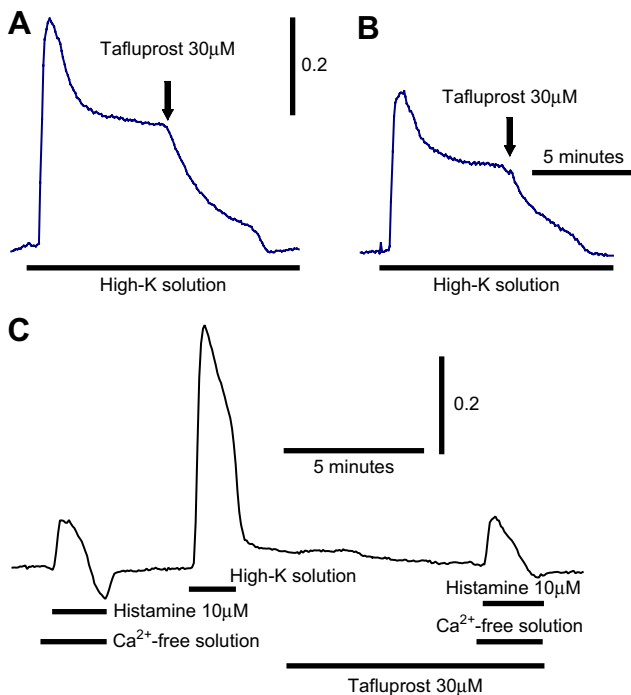 A
Tafluprost 30µM
0.2
High-K solution
B
Tafluprost 30µM
5 minutes
High-K solution
C
0.2
5 minutes
High-K solution
Histamine 10µM
Ca²⁺-free solution
Histamine 10µM
Ca²⁺-free solution
Tafluprost 30µM